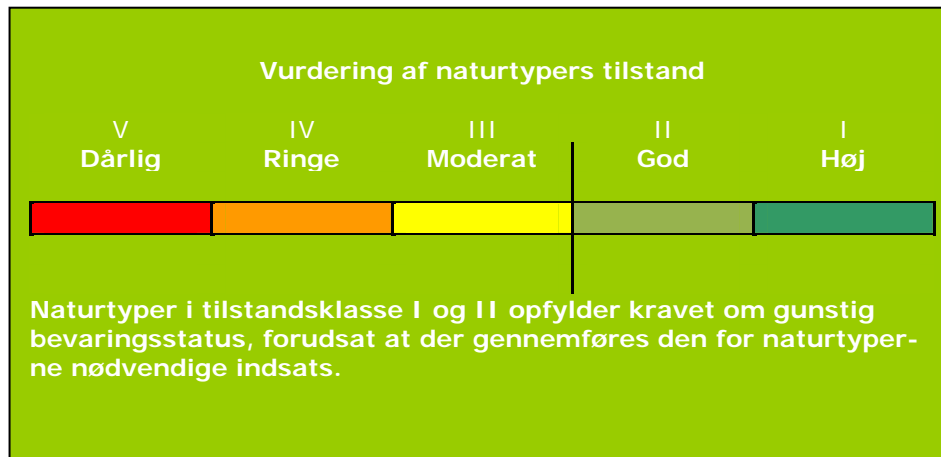 Vurdering af naturtypers tilstand
V IV III II I
Dårlig Ringe Moderat God Høj
Naturtyper i tilstandsklasse I og II opfylder kravet om gunstig
bevaringsstatus, forudsat at der gennemføres den for naturtyper-
ne nødvendige indsats.